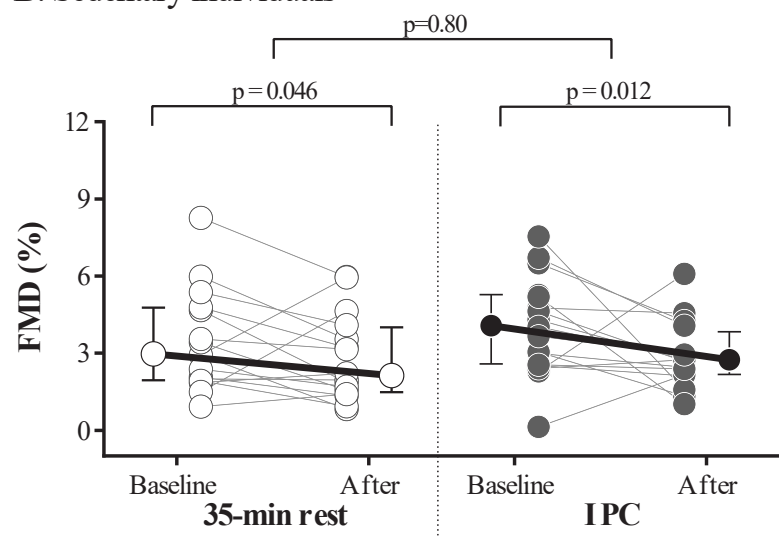 p=0.80
p = 0.046
p = 0.012
12
9
6
3
0
FMD (%)
Baseline
After
Baseline
After
35-min rest
IPC